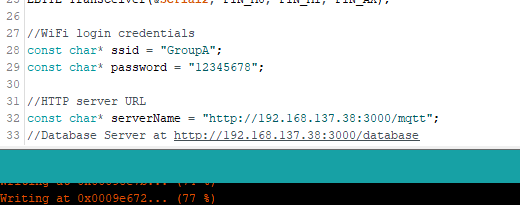 26
27 //WiFi login credentials
28 const char* ssid = "GroupA";
29 const char* password = "12345678";
30
31 //HTTP server URL
32 const char* serverName = "http://192.168.137.38:3000/mqtt";
33 //Database Server at http://192.168.137.38:3000/database
Writing at 0x0009e672... (77 %)